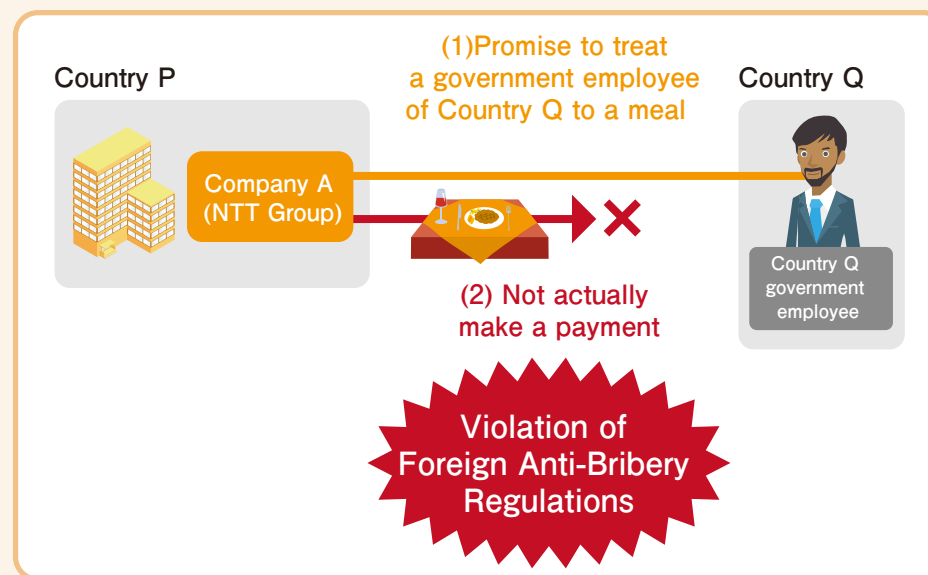 (1)Promise to treat
a government employee
of Country Q to a meal
Country P
Country Q
Company A
(NTT Group)
(2) Not actually
make a payment
Country Q
government
employee
Violation of
Foreign Anti-Bribery
Regulations